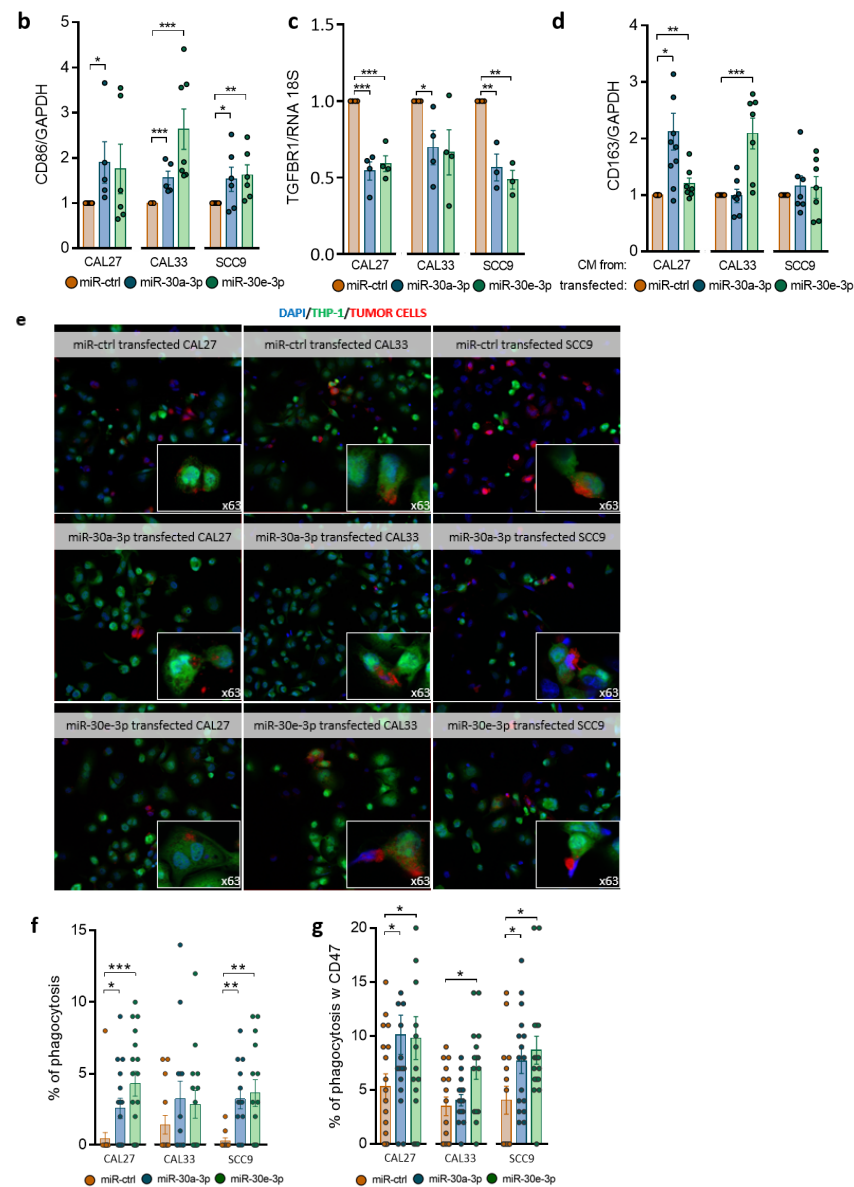 b
CD86/GAPDH
5
4
3
2
1
0
*
***
***
**
*
CAL27 CAL33 SCC9
miR-ctrl miR-30a-3p miR-30e-3p
c
TGFBR1/RNA 18S
1.5
1.0
0.5
0.0
***
***
*
**
**
CAL27 CAL33 SCC9
miR-ctrl miR-30a-3p miR-30e-3p
d
CD163/GAPDH
4
3
2
1
0
**
*
***
CM from: CAL27 CAL33 SCC9
transfected: miR-ctrl miR-30a-3p miR-30e-3p
e
DAPI/THP-1/TUMOR CELLS
miR-ctrl transfected CAL27
x63
miR-ctrl transfected CAL33
x63
miR-ctrl transfected SCC9
x63
miR-30a-3p transfected CAL27
x63
miR-30a-3p transfected CAL33
x63
miR-30a-3p transfected SCC9
x63
miR-30e-3p transfected CAL27
x63
miR-30e-3p transfected CAL33
x63
miR-30e-3p transfected SCC9
x63
f
% of phagocytosis
15
10
5
0
***
*
**
**
CAL27 CAL33 SCC9
miR-ctrl miR-30a-3p miR-30e-3p
g
% of phagocytosis w CD47
20
15
10
5
0
*
*
*
*
*
CAL27 CAL33 SCC9
miR-ctrl miR-30a-3p miR-30e-3p